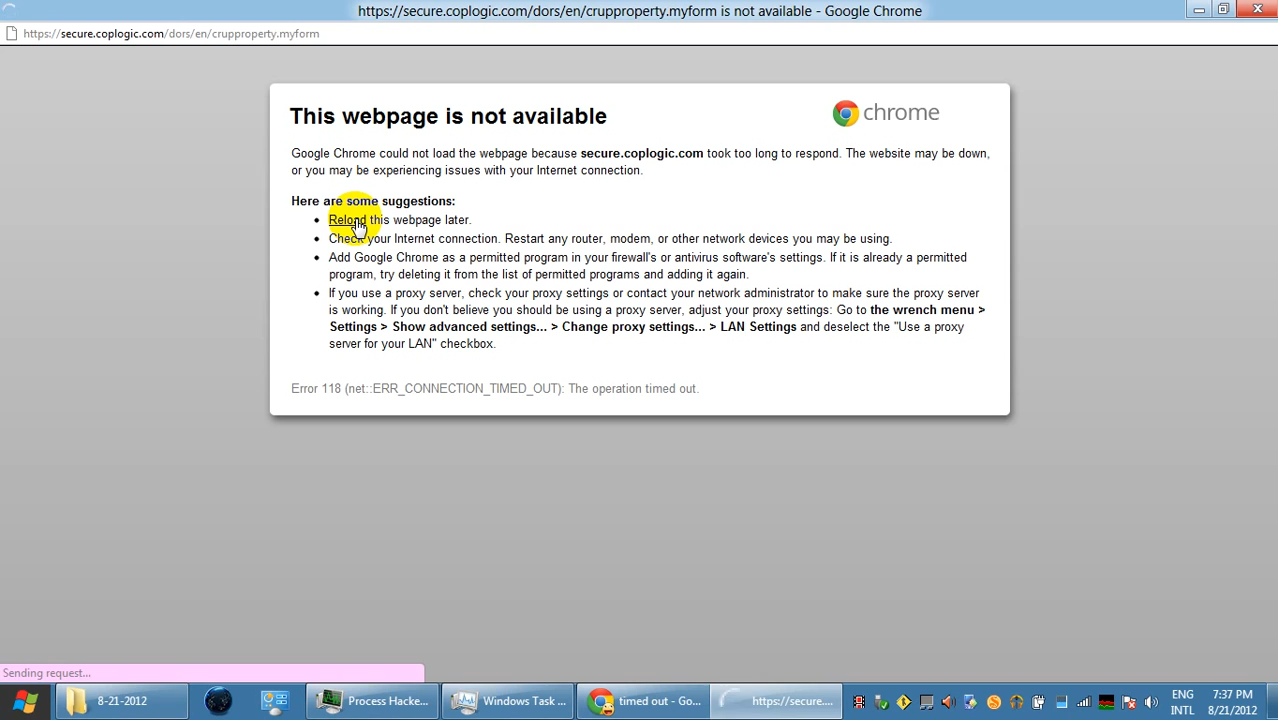 https://secure.coplogic.com/dors/en/crupproperty.myform is not available - Google Chrome
https://secure.coplogic.com/dors/en/crupproperty.myform
This webpage is not available
chrome
Google Chrome could not load the webpage because secure.coplogic.com took too long to respond. The website may be down,
or you may be experiencing issues with your Internet connection.
Here are some suggestions:
• Reload this webpage later.
• Check your Internet connection. Restart any router, modem, or other network devices you may be using.
• Add Google Chrome as a permitted program in your firewall's or antivirus software's settings. If it is already a permitted
program, try deleting it from the list of permitted programs and adding it again.
• If you use a proxy server, check your proxy settings or contact your network administrator to make sure the proxy server
is working. If you don't believe you should be using a proxy server, adjust your proxy settings: Go to the wrench menu >
Settings > Show advanced settings... > Change proxy settings... > LAN Settings and deselect the "Use a proxy
server for your LAN" checkbox.
Error 118 (net::ERR_CONNECTION_TIMED_OUT): The operation timed out.
Sending request...
8-21-2012
Process Hacke...
Windows Task ...
timed out - Go...
https://secure....
ENG
INTL
7:37 PM
8/21/2012